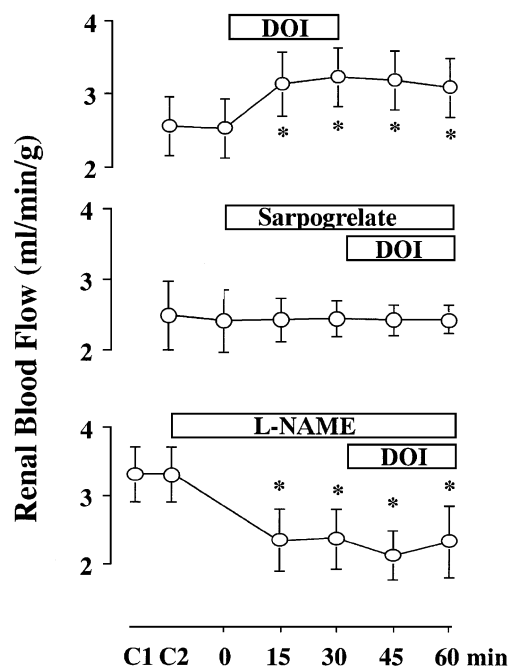 Renal Blood Flow (ml/min/g)
4
DOI
3
* * * *
2
4
Sarpogrelate
DOI
3
2
4
L-NAME
DOI
3
* * * *
2
C1 C2 0 15 30 45 60 min